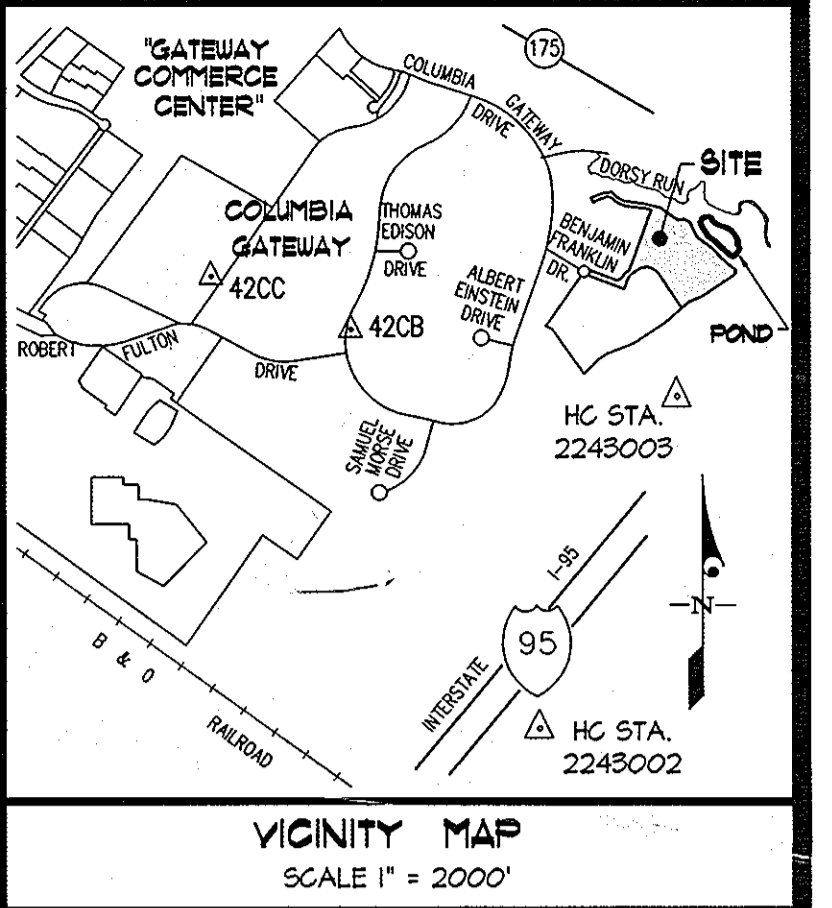 "GATEWAY
COMMERCE
CENTER"
COLUMBIA
GATEWAY
DRIVE
175
DORSY RUN
SITE
COLUMBIA
GATEWAY
THOMAS
EDISON
DRIVE
BENJAMIN
FRANKLIN
DR.
ALBERT
EINSTEIN
DRIVE
42CC
42CB
POND
ROBERT
FULTON
DRIVE
HC STA.
2243003
SAMUEL
MORSE
DRIVE
I-95
95
INTERSTATE
N
B & O
RAILROAD
HC STA.
2243002
VICINITY MAP
SCALE 1" = 2000'